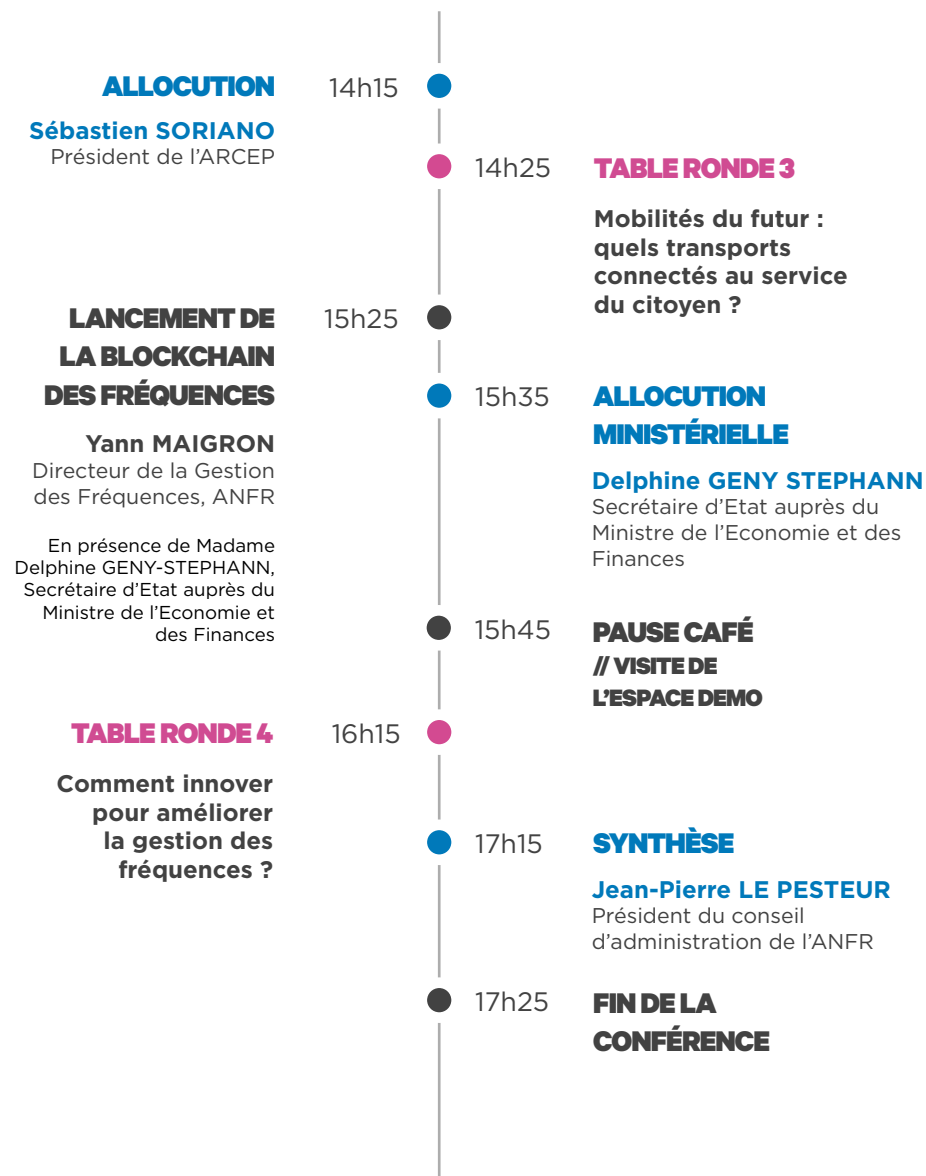 ALLOCUTION
14h15
Sébastien SORIANO
Président de l'ARCEP
14h25
TABLE RONDE 3
Mobilités du futur :
quels transports
connectés au service
du citoyen ?
LANCEMENT DE
LA BLOCKCHAIN
DES FRÉQUENCES
15h25
Yann MAIGRON
Directeur de la Gestion
des Fréquences, ANFR
En présence de Madame
Delphine GENY-STEPHANN,
Secrétaire d'Etat auprès du
Ministre de l'Economie et
des Finances
15h35
ALLOCUTION
MINISTÉRIELLE
Delphine GENY STEPHANN
Secrétaire d'Etat auprès du
Ministre de l'Economie et des
Finances
15h45
PAUSE CAFÉ
// VISITE DE
L'ESPACE DEMO
TABLE RONDE 4
16h15
Comment innover
pour améliorer
la gestion des
fréquences ?
17h15
SYNTHÈSE
Jean-Pierre LE PESTEUR
Président du conseil
d'administration de l'ANFR
17h25
FIN DE LA
CONFÉRENCE